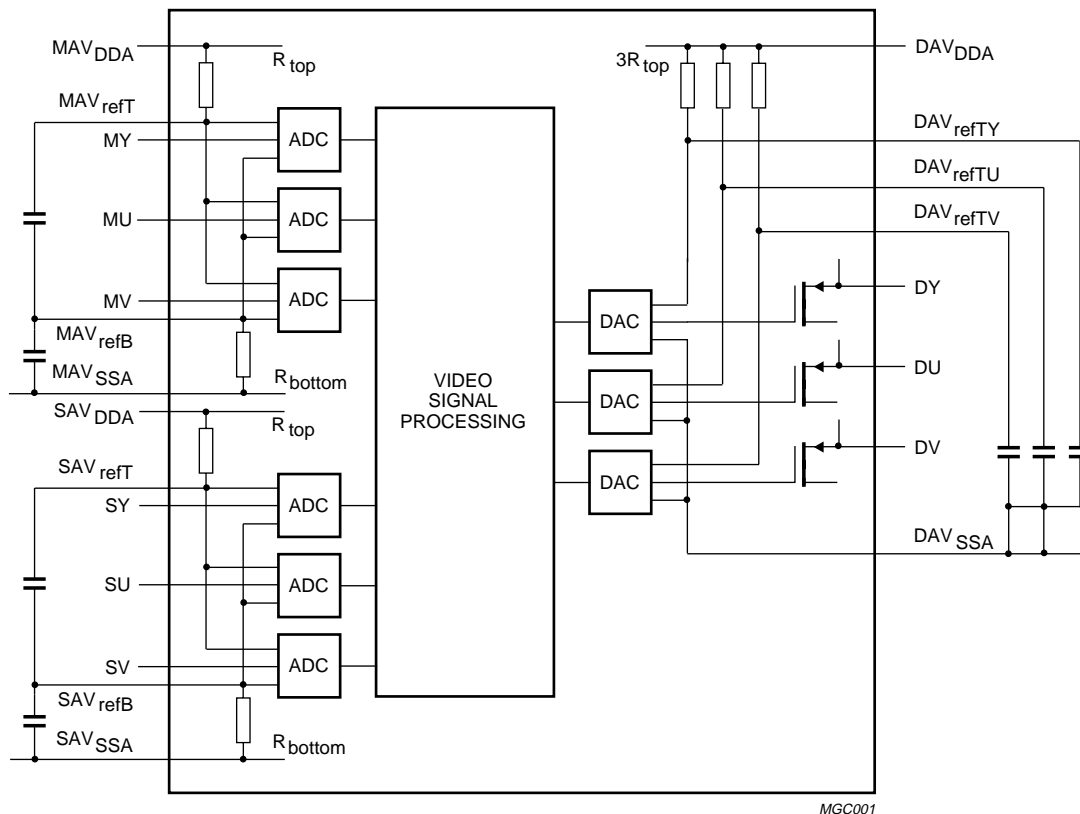 MAVDDA
Rtop
MAVrefT
MY
ADC
MU
ADC
MV
ADC
MAVrefB
MAVSSA
Rbottom
SAVDDA
Rtop
SAVrefT
SY
ADC
SU
ADC
SV
ADC
SAVrefB
SAVSSA
Rbottom
VIDEO
SIGNAL
PROCESSING
3Rtop
DAVDDA
DAVrefTY
DAVrefTU
DAVrefTV
DAC
DY
DAC
DU
DAC
DV
DAVSSA
MGC001